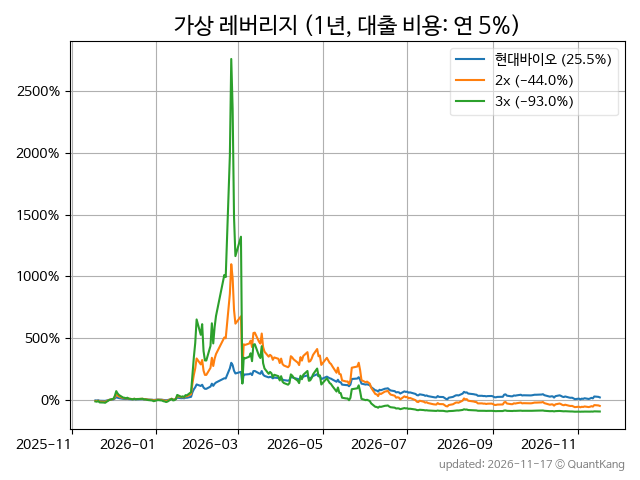 가상 레버리지 (1년, 대출 비용: 연 5%)
현대바이오 (25.5%)
2x (-44.0%)
3x (-93.0%)
2500%
2000%
1500%
1000%
500%
0%
2025-11 2026-01 2026-03 2026-05 2026-07 2026-09 2026-11
updated: 2026-11-17 © QuantKang